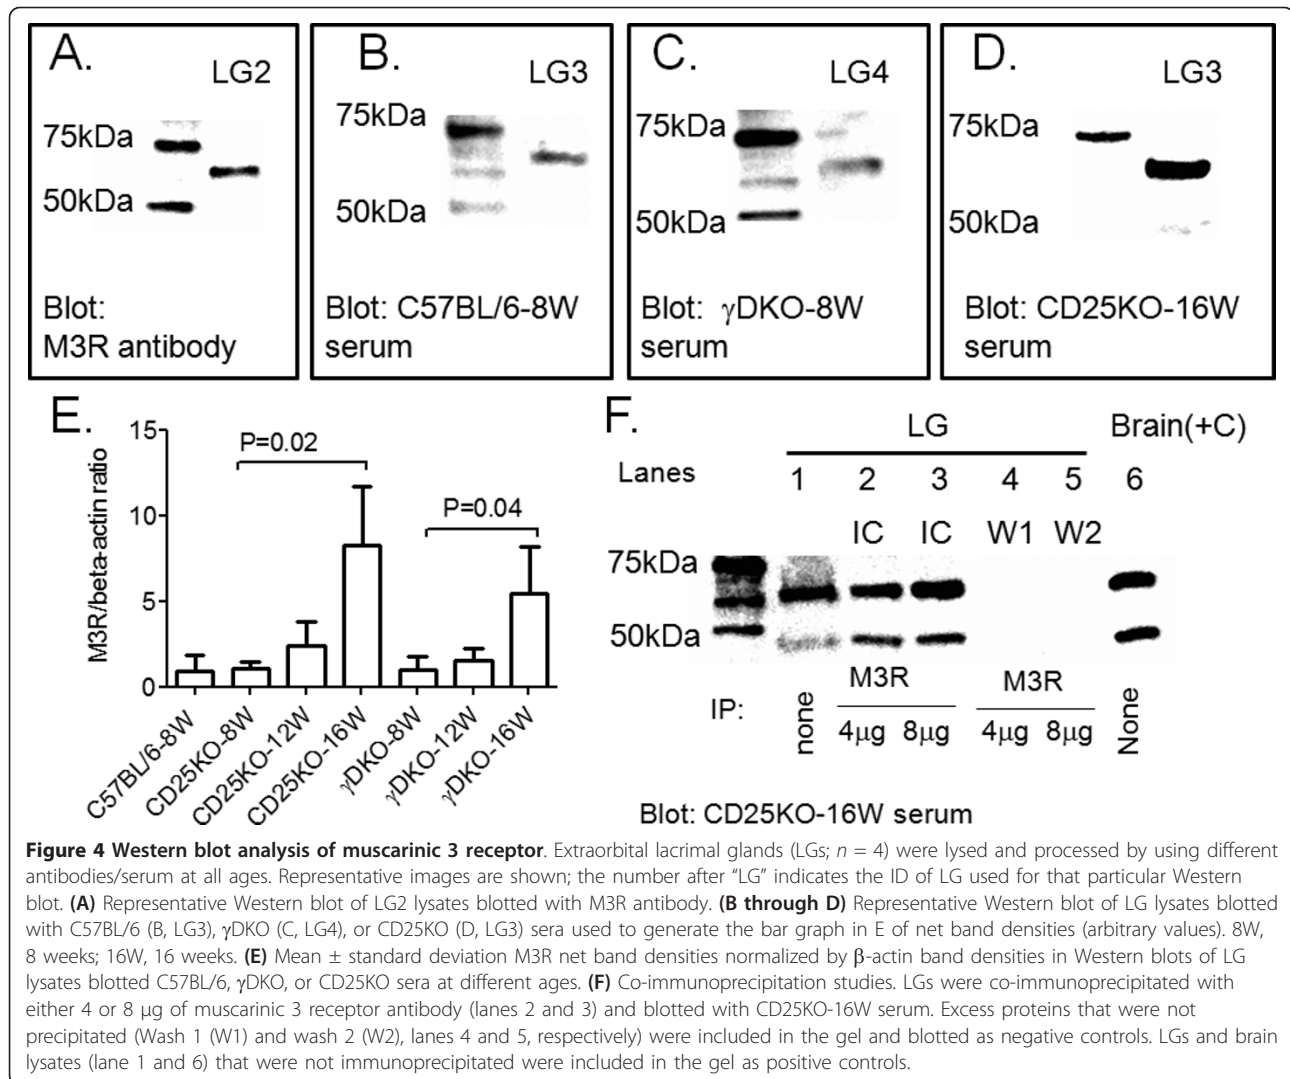 A.
LG2
75kDa
50kDa
Blot:
M3R antibody
B.
LG3
75kDa
50kDa
Blot: C57BL/6-8W
serum
C.
LG4
75kDa
50kDa
Blot: γDKO-8W
serum
D.
LG3
75kDa
50kDa
Blot: CD25KO-16W
serum
E.
M3R/beta-actin ratio
15
10
5
0
P=0.02
P=0.04
C57BL/6-8W
CD25KO-8W
CD25KO-12W
CD25KO-16W
γDKO-8W
γDKO-12W
γDKO-16W
F.
LG Brain(+C)
Lanes 1 2 3 4 5 6
IC IC W1 W2
75kDa
50kDa
IP: none M3R M3R None
4µg 8µg 4µg 8µg
Blot: CD25KO-16W serum
Figure 4 Western blot analysis of muscarinic 3 receptor. Extraorbital lacrimal glands (LGs; n = 4) were lysed and processed by using different
antibodies/serum at all ages. Representative images are shown; the number after “LG” indicates the ID of LG used for that particular Western
blot. (A) Representative Western blot of LG2 lysates blotted with M3R antibody. (B through D) Representative Western blot of LG lysates blotted
with C57BL/6 (B, LG3), γDKO (C, LG4), or CD25KO (D, LG3) sera used to generate the bar graph in E of net band densities (arbitrary values). 8W,
8 weeks; 16W, 16 weeks. (E) Mean ± standard deviation M3R net band densities normalized by β-actin band densities in Western blots of LG
lysates blotted C57BL/6, γDKO, or CD25KO sera at different ages. (F) Co-immunoprecipitation studies. LGs were co-immunoprecipitated with
either 4 or 8 μg of muscarinic 3 receptor antibody (lanes 2 and 3) and blotted with CD25KO-16W serum. Excess proteins that were not
precipitated (Wash 1 (W1) and wash 2 (W2), lanes 4 and 5, respectively) were included in the gel and blotted as negative controls. LGs and brain
lysates (lane 1 and 6) that were not immunoprecipitated were included in the gel as positive controls.